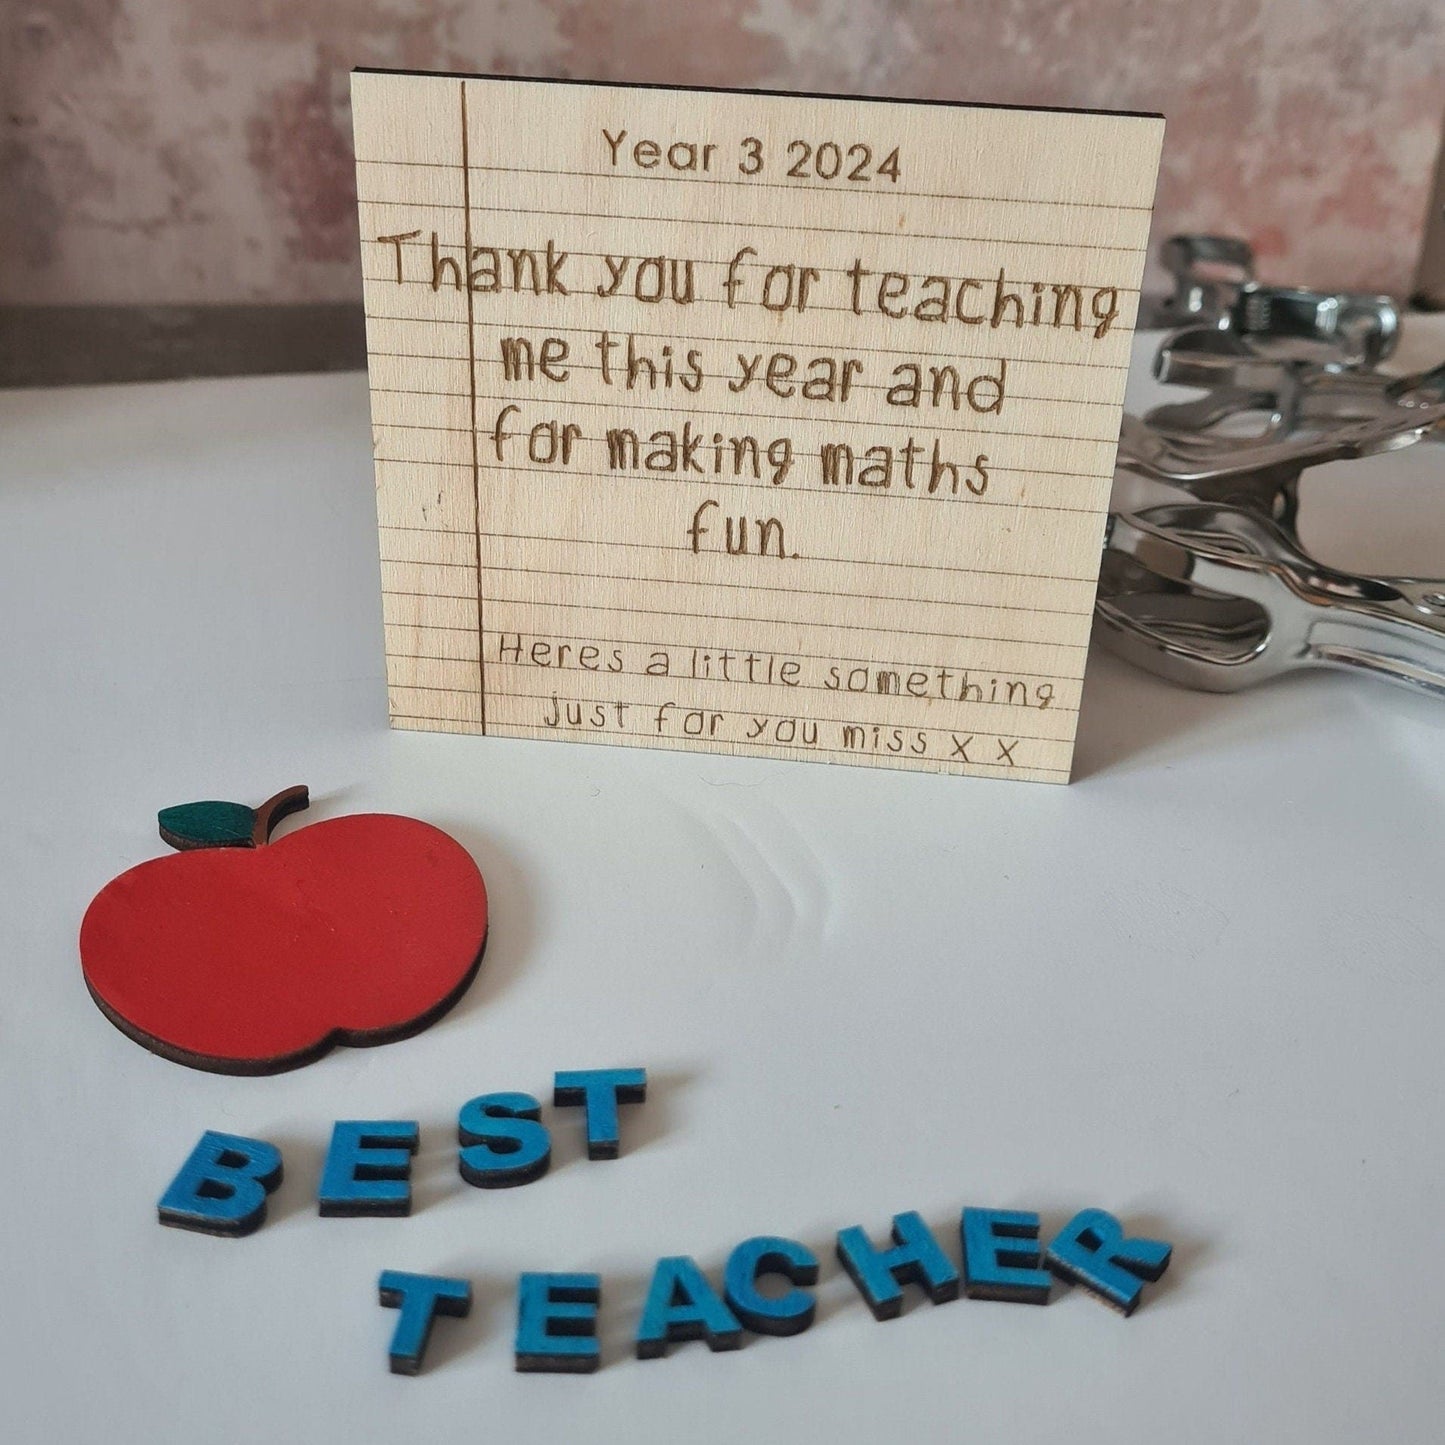 Year 3 2024
Thank you for teaching
me this year and
for making maths
fun.
Heres a little something
just for you miss x x
BEST
TEACHER